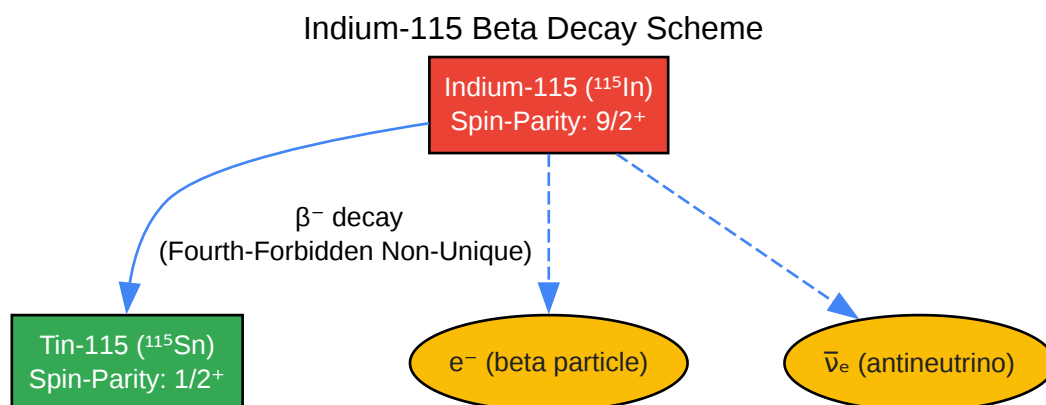 Indium-115 Beta Decay Scheme
Indium-115 (¹¹⁵In)
Spin-Parity: 9/2⁺
β⁻ decay
(Fourth-Forbidden Non-Unique)
Tin-115 (¹¹⁵Sn)
Spin-Parity: 1/2⁺
e⁻ (beta particle)
ν̅ₑ (antineutrino)